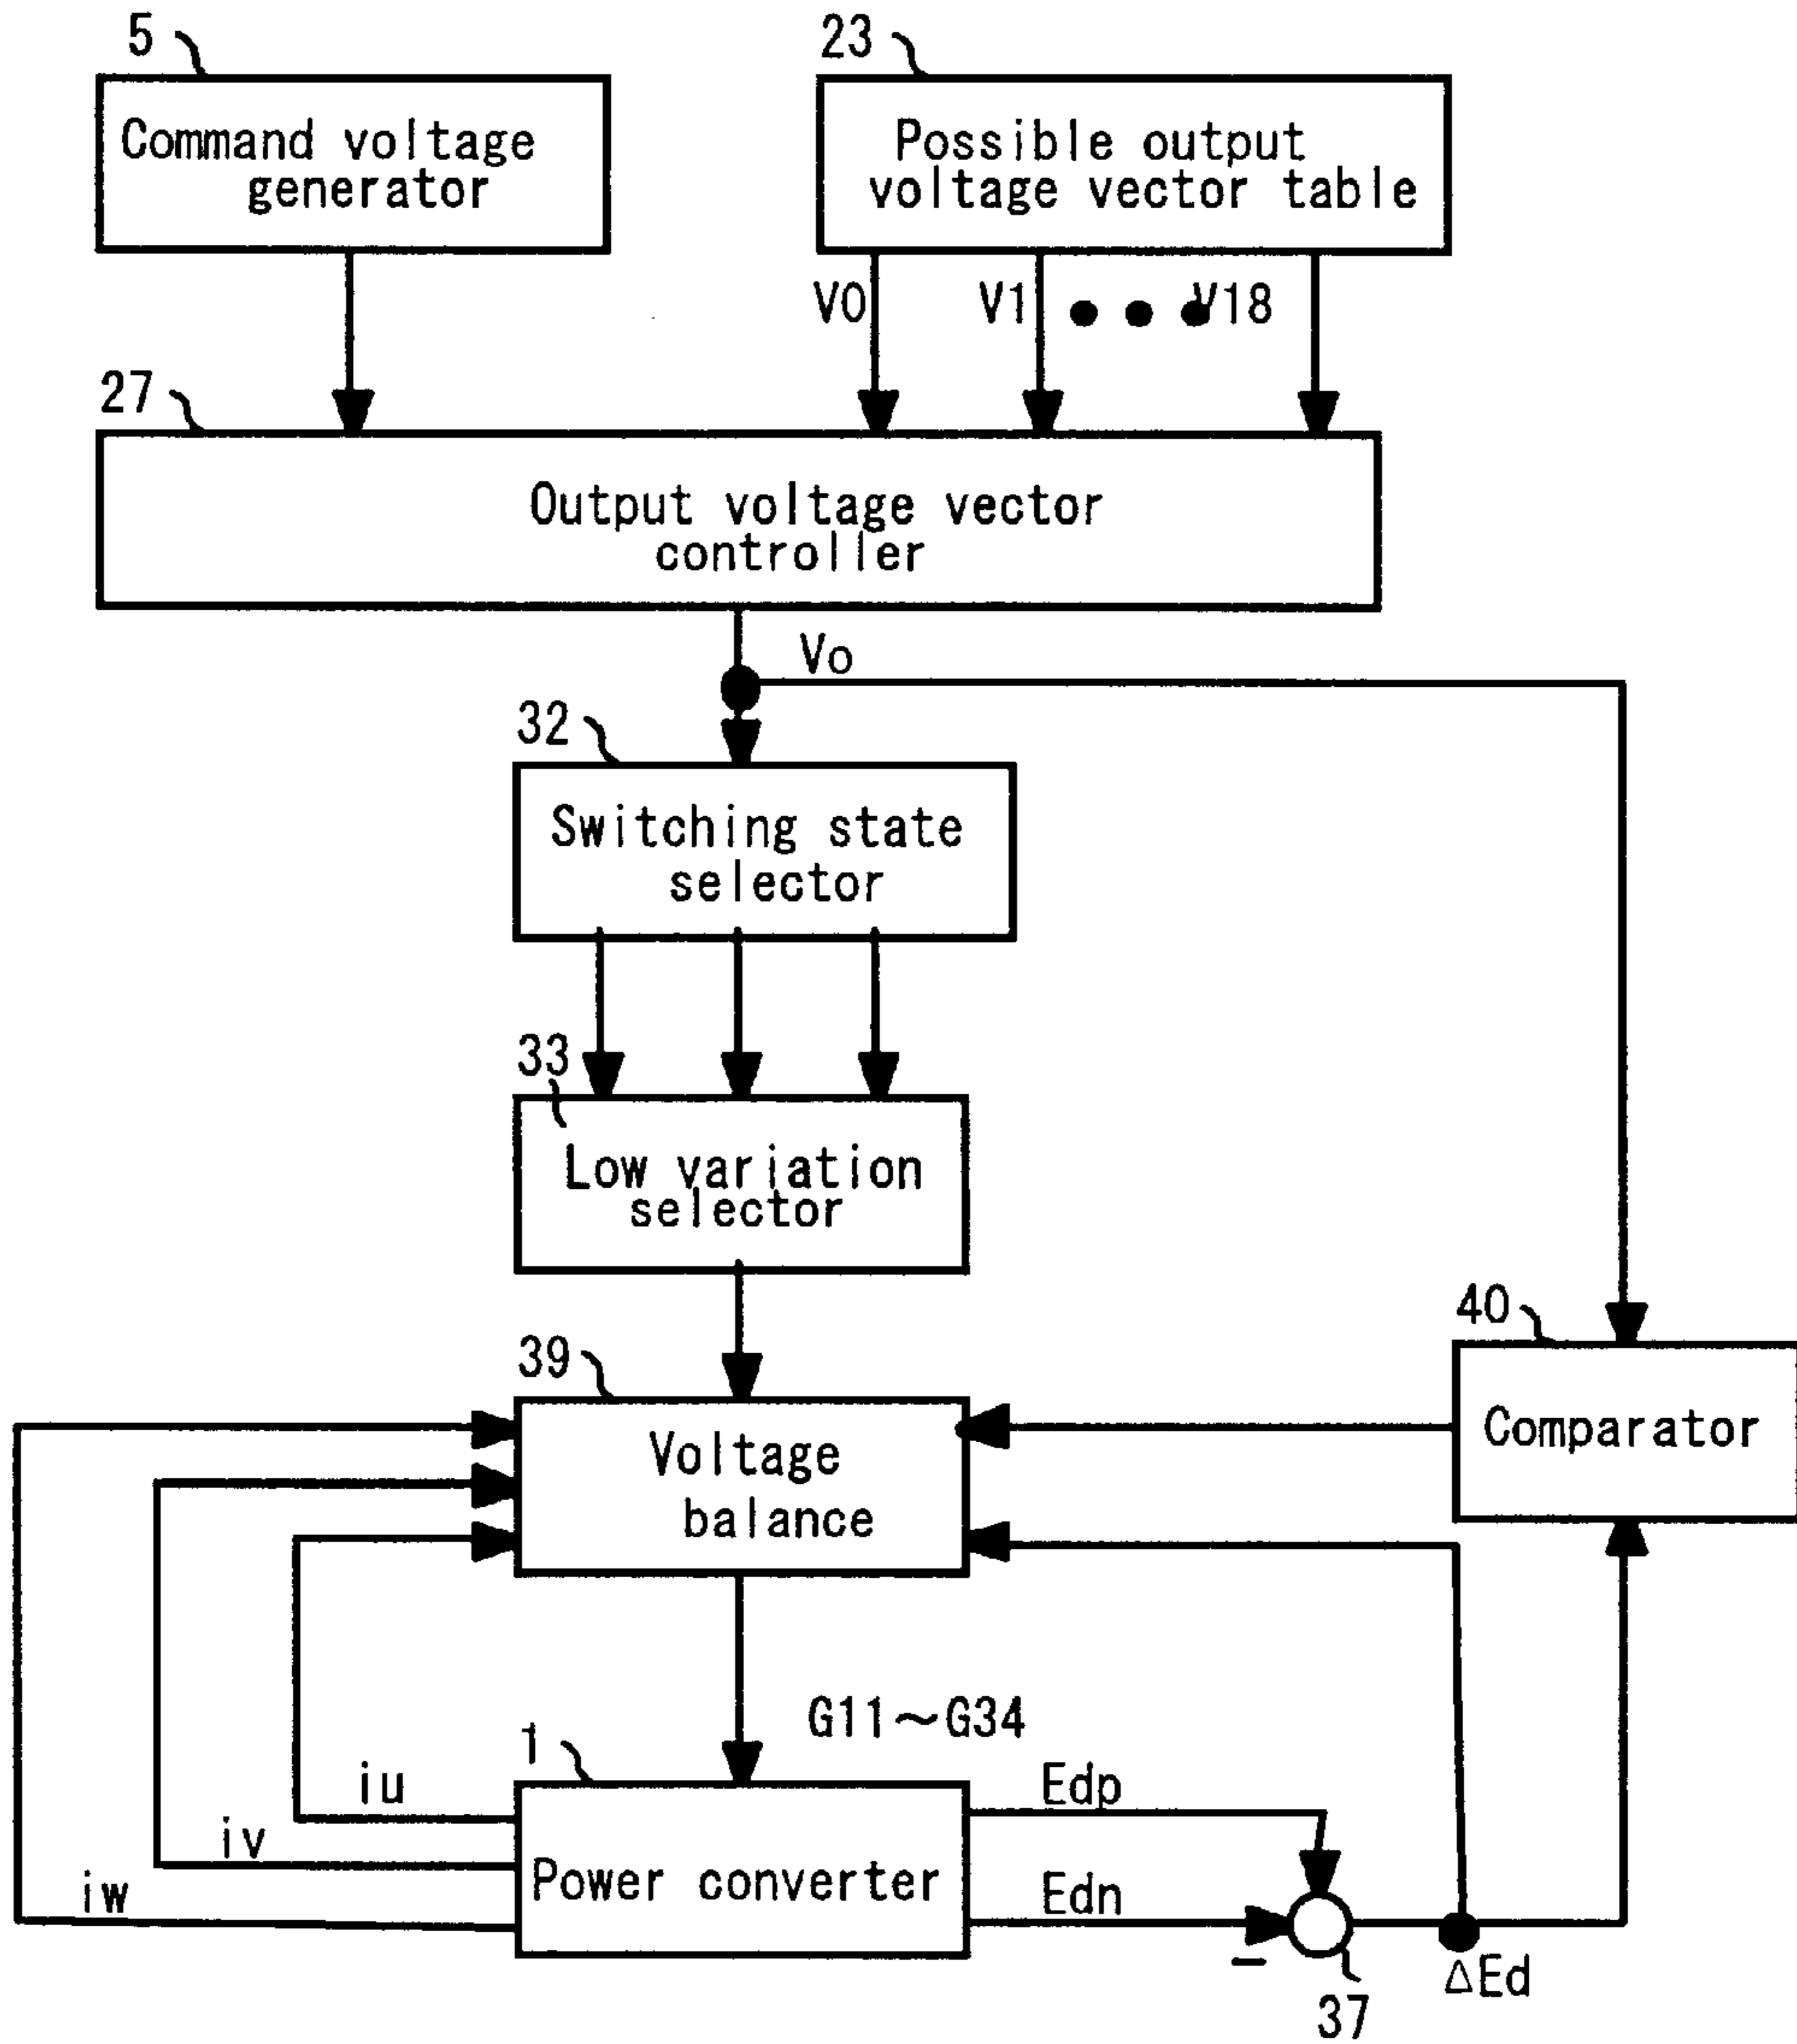 5
23
Command voltage
generator
Possible output
voltage vector table
V0
V1
V18
27
Output voltage vector
controller
Vo
32
Switching state
selector
33
Low variation
selector
40
39
Comparator
Voltage
balance
G11～G34
1
iu
Edp
iv
Power converter
iw
Edn
−
ΔEd
37